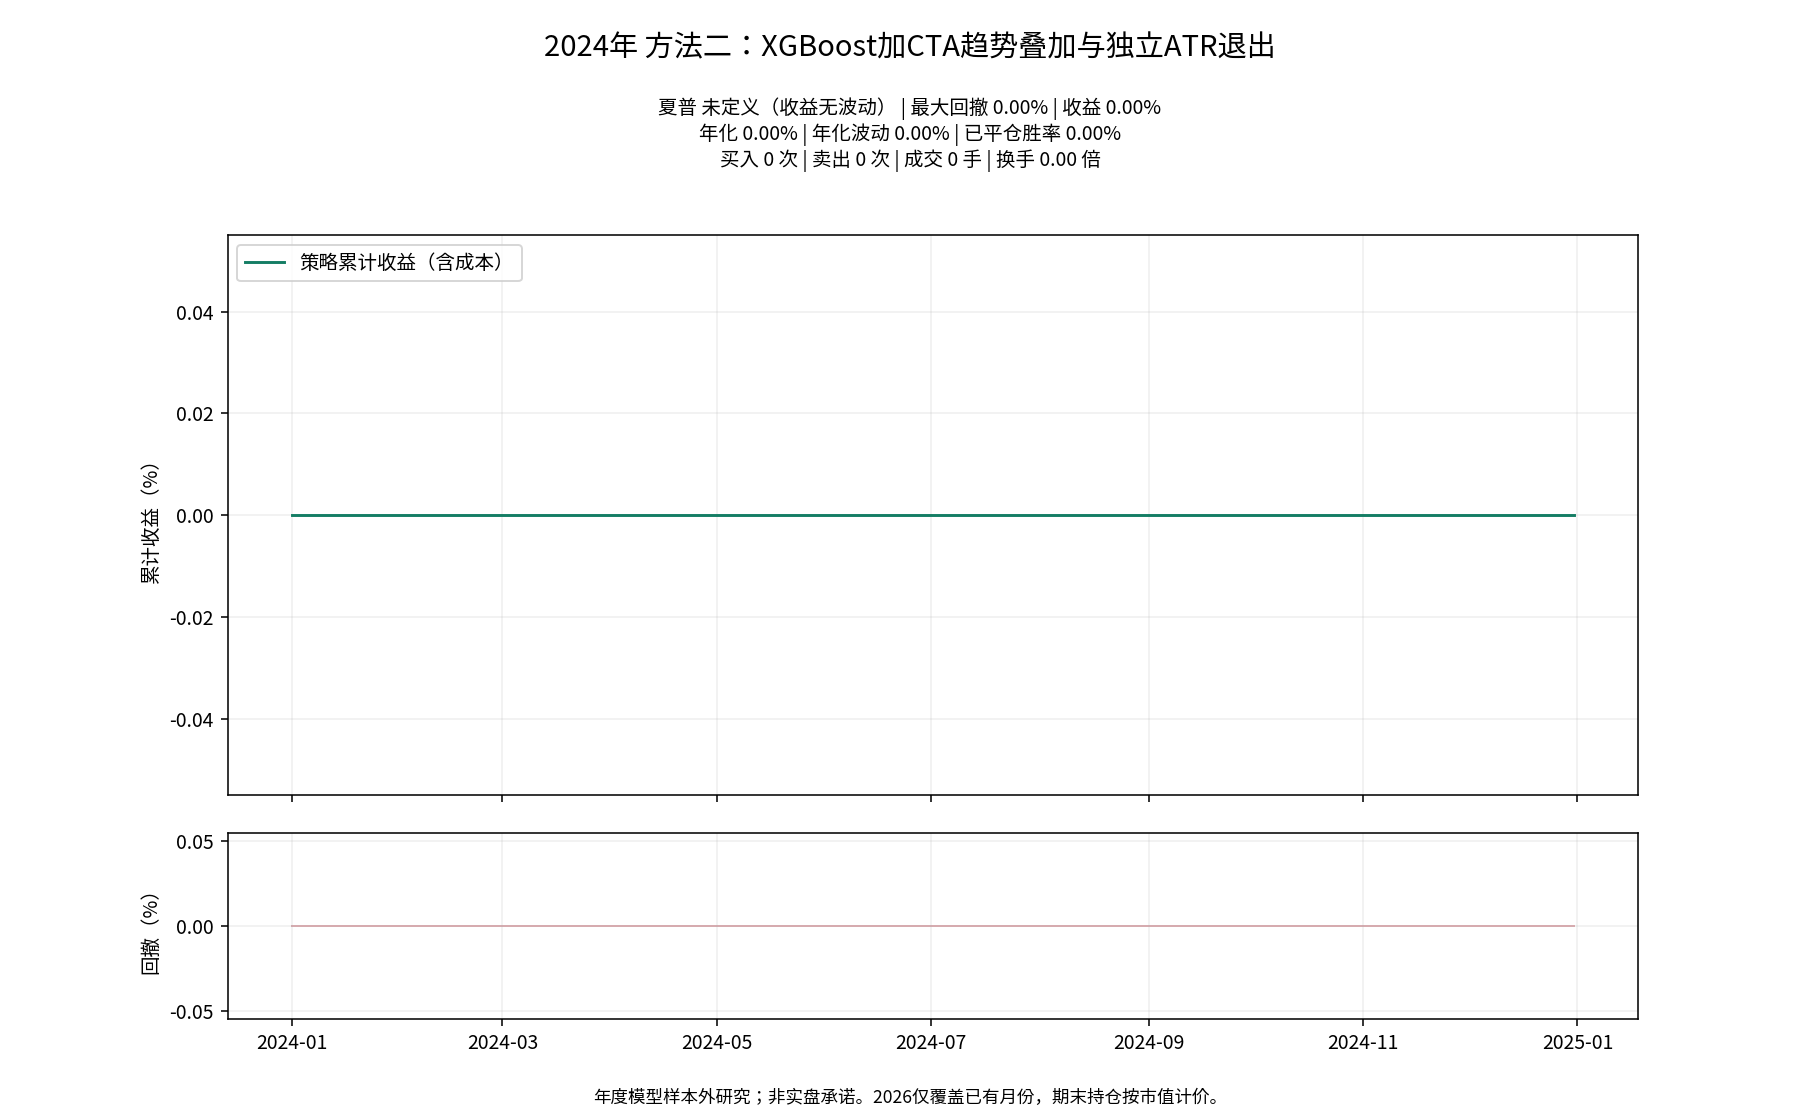 2024年 方法二：XGBoost加CTA趋势叠加与独立ATR退出
夏普 未定义（收益无波动） | 最大回撤 0.00% | 收益 0.00%
年化 0.00% | 年化波动 0.00% | 已平仓胜率 0.00%
买入 0 次 | 卖出 0 次 | 成交 0 手 | 换手 0.00 倍
策略累计收益（含成本）
累计收益（%）
0.04
0.02
0.00
-0.02
-0.04
回撤（%）
0.05
0.00
-0.05
2024-01
2024-03
2024-05
2024-07
2024-09
2024-11
2025-01
年度模型样本外研究；非实盘承诺。2026仅覆盖已有月份，期末持仓按市值计价。